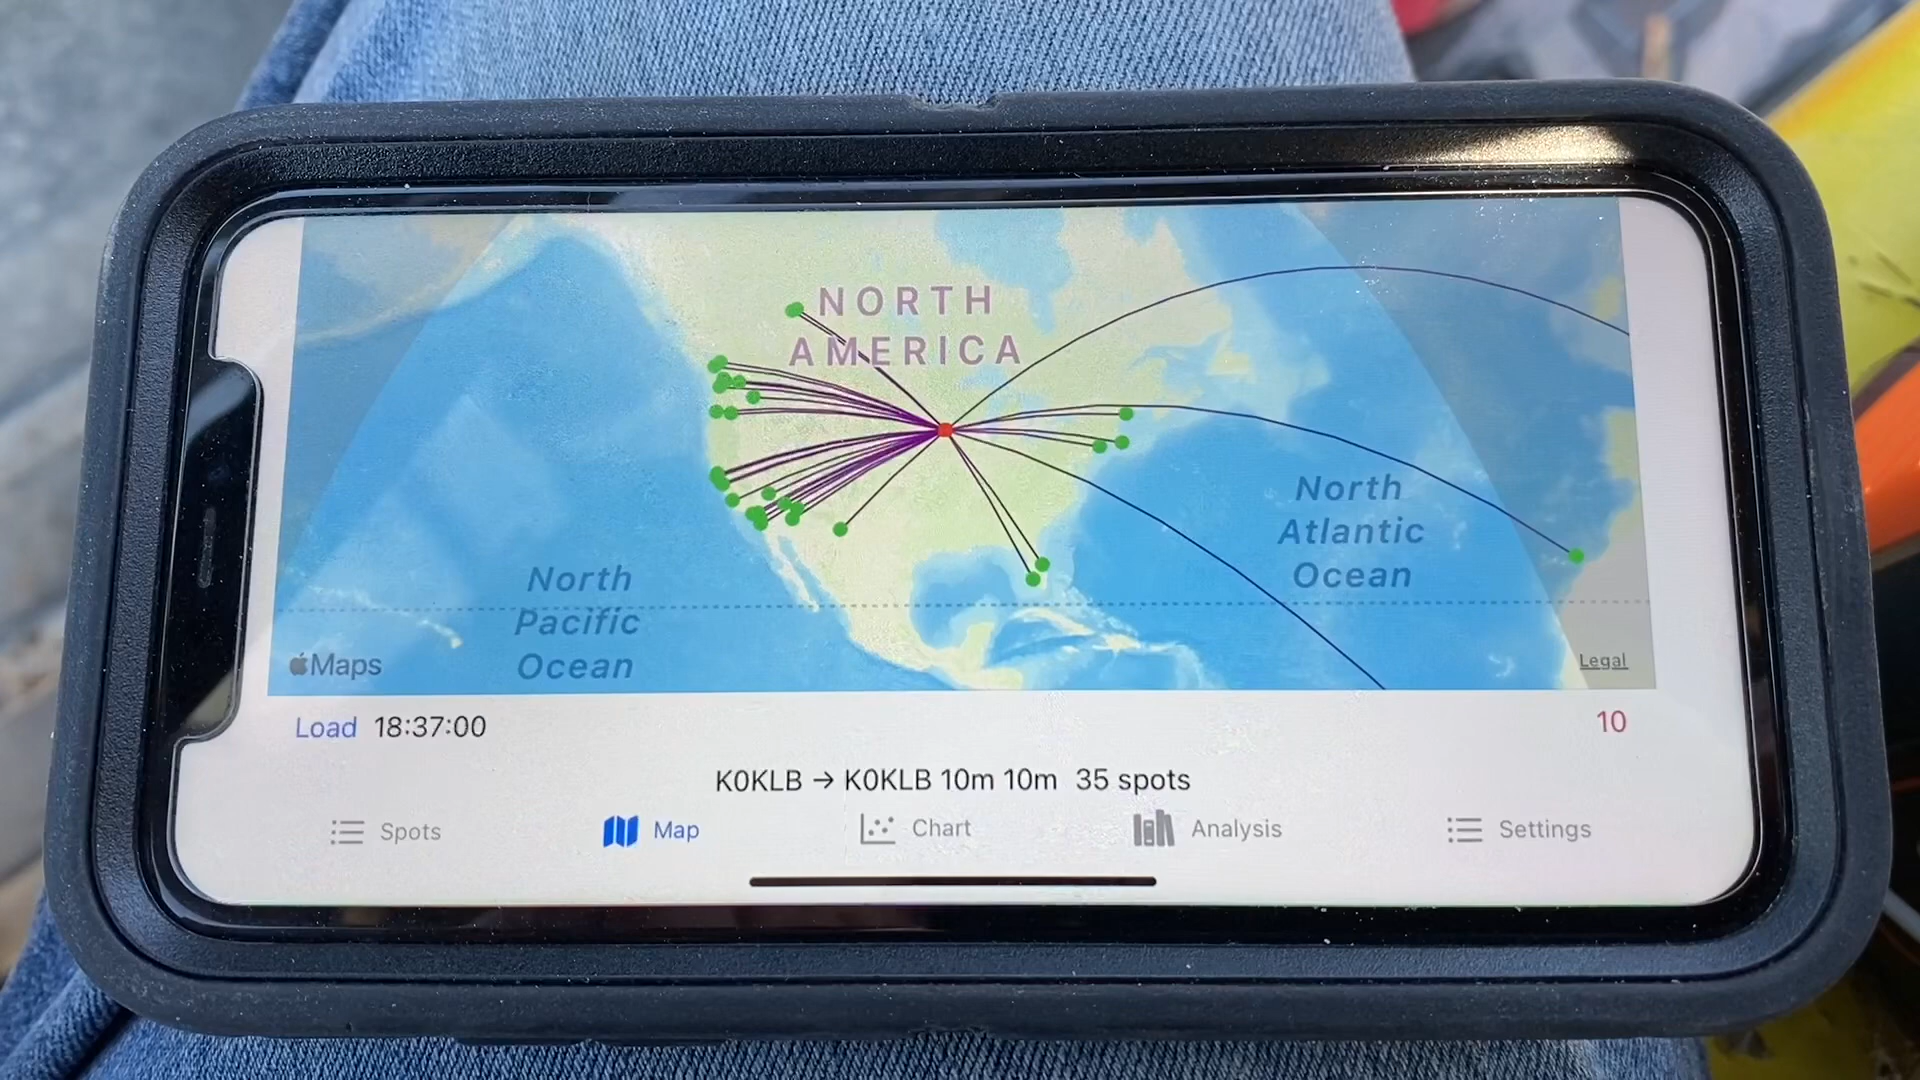 NORTH
AMERICA
North
Atlantic
Ocean
North
Pacific
Ocean
Maps
Legal
Load 18:37:00
10
K0KLB → K0KLB 10m 10m 35 spots
Spots
Map
Chart
Analysis
Settings